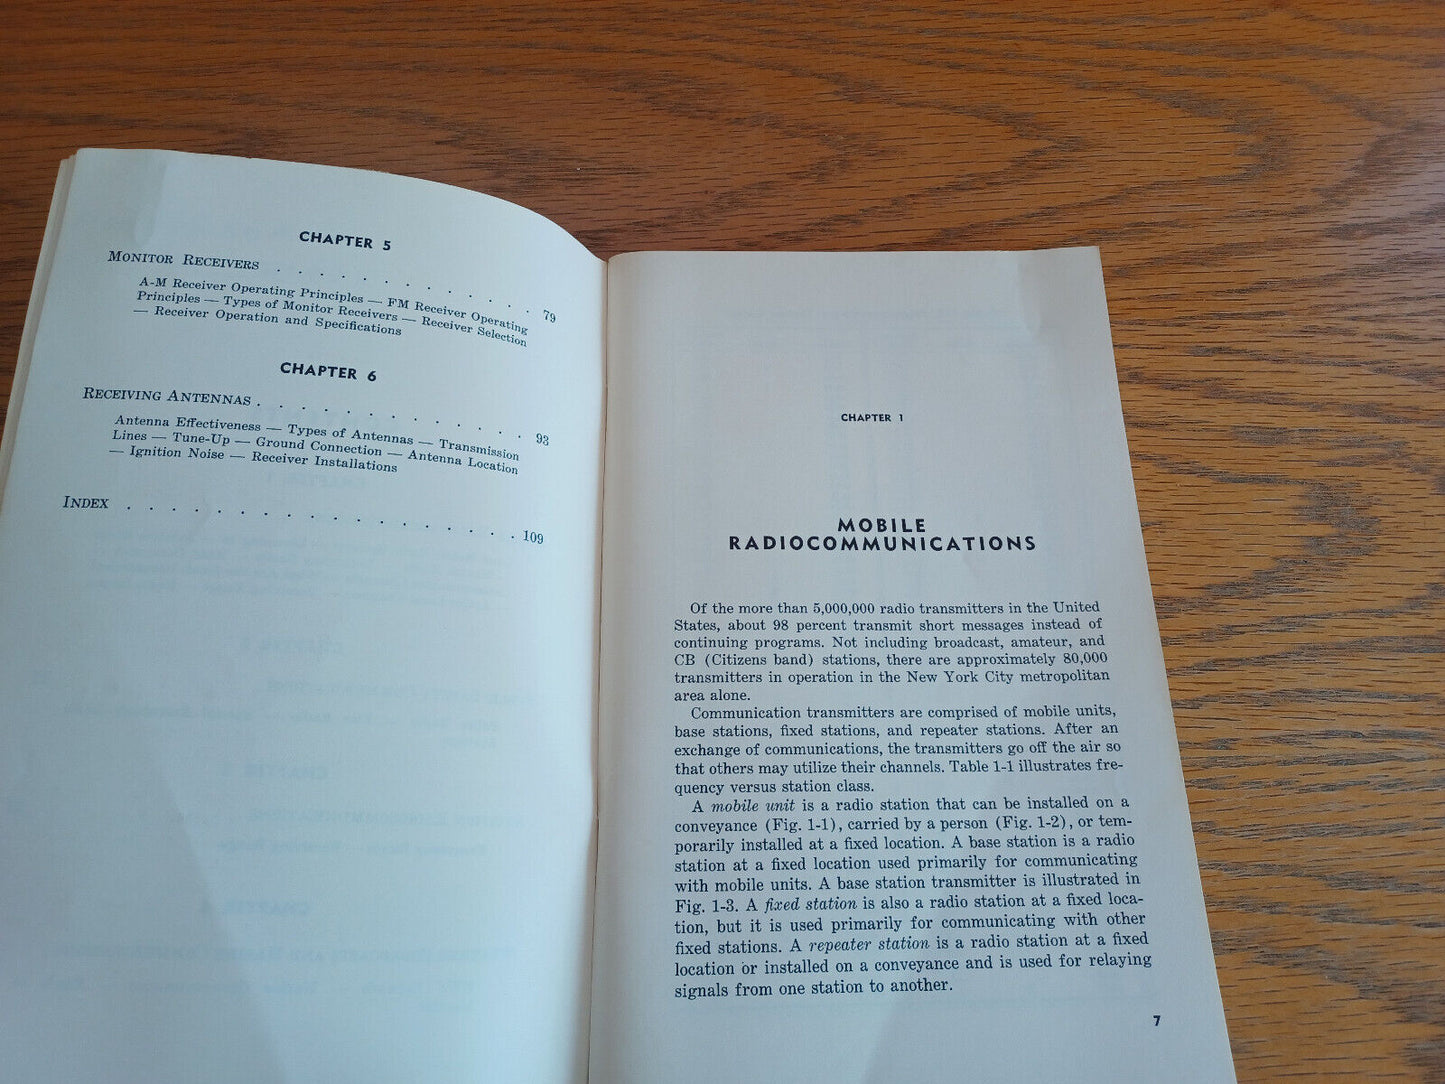 CHAPTER 5
MONITOR RECEIVERS . . . . . . . . . . . . 79
A-M Receiver Operating Principles — FM Receiver Operating
Principles — Types of Monitor Receivers — Receiver Selection
— Receiver Operation and Specifications
CHAPTER 6
RECEIVING ANTENNAS . . . . . . . . . . . . . 93
Antenna Effectiveness — Types of Antennas — Transmission
Lines — Tune-Up — Ground Connection — Antenna Location
— Ignition Noise — Receiver Installations
INDEX . . . . . . . . . . . . . . . . . . 109
CHAPTER 1
MOBILE
RADIOCOMMUNICATIONS
Of the more than 5,000,000 radio transmitters in the United
States, about 98 percent transmit short messages instead of
continuing programs. Not including broadcast, amateur, and
CB (Citizens band) stations, there are approximately 80,000
transmitters in operation in the New York City metropolitan
area alone.
Communication transmitters are comprised of mobile units,
base stations, fixed stations, and repeater stations. After an
exchange of communications, the transmitters go off the air so
that others may utilize their channels. Table 1-1 illustrates fre-
quency versus station class.
A mobile unit is a radio station that can be installed on a
conveyance (Fig. 1-1), carried by a person (Fig. 1-2), or tem-
porarily installed at a fixed location. A base station is a radio
station at a fixed location used primarily for communicating
with mobile units. A base station transmitter is illustrated in
Fig. 1-3. A fixed station is also a radio station at a fixed loca-
tion, but it is used primarily for communicating with other
fixed stations. A repeater station is a radio station at a fixed
location or installed on a conveyance and is used for relaying
signals from one station to another.
7